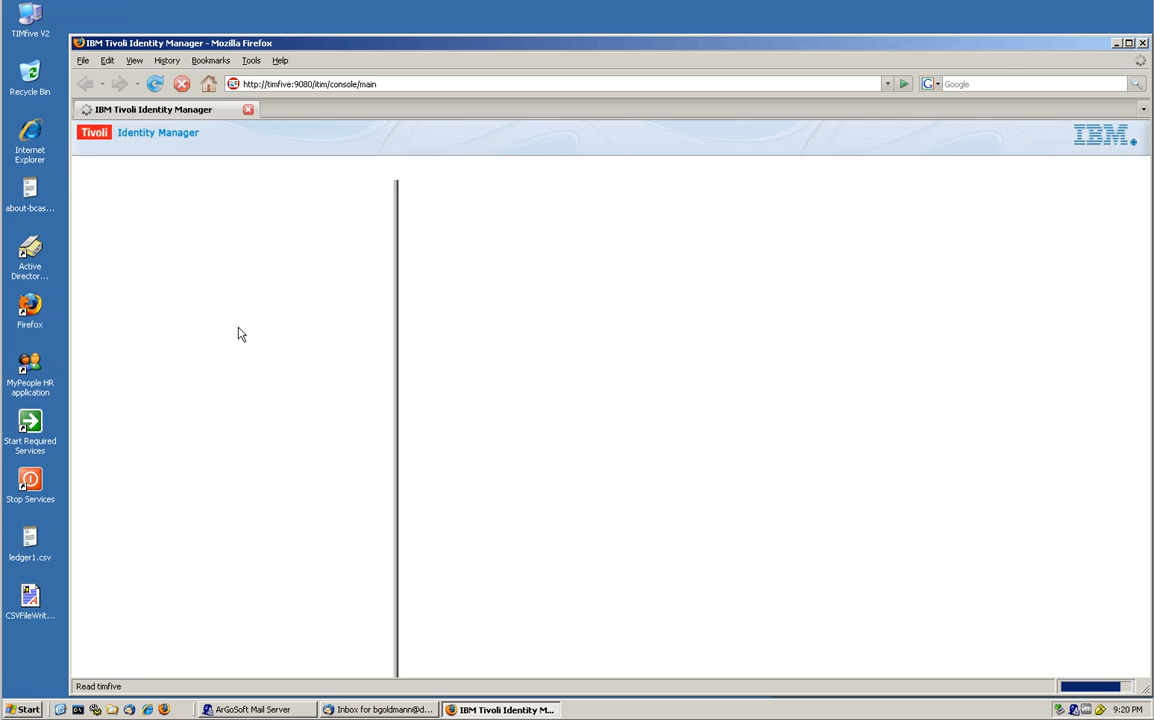 TIMfive V2
Recycle Bin
Internet
Explorer
about-bcas...
Active
Director...
Firefox
MyPeople HR
application
Start Required
Services
Stop Services
ledger1.csv
CSVFileWrit...
IBM Tivoli Identity Manager - Mozilla Firefox
File Edit View History Bookmarks Tools Help
http://timfive:9080/itim/console/main
G Google
IBM Tivoli Identity Manager
Tivoli Identity Manager
IBM
Read timfive
Start
ArGoSoft Mail Server
Inbox for bgoldmann@d...
IBM Tivoli Identity M...
9:20 PM